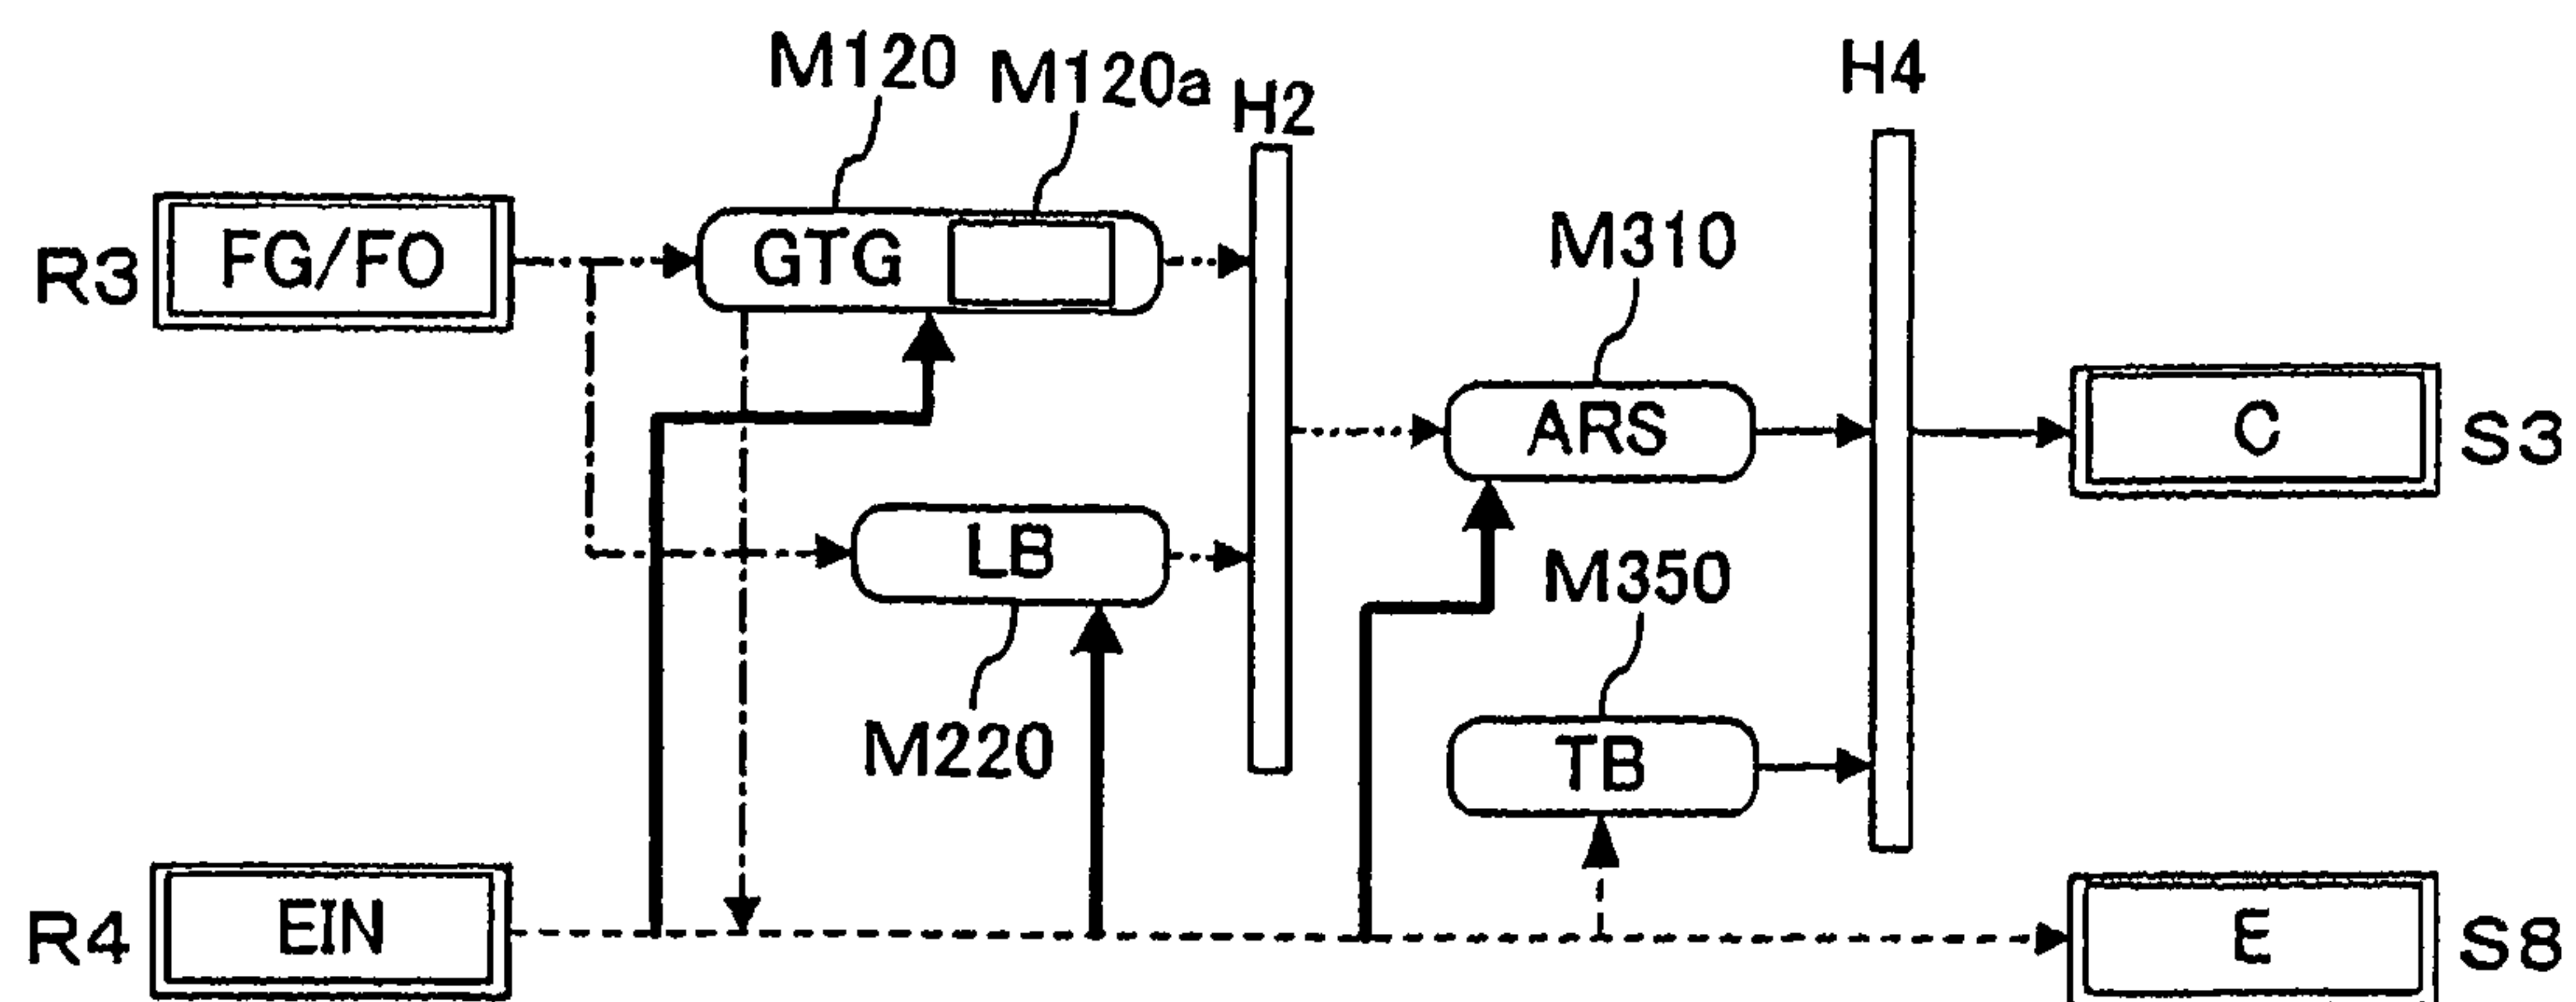 M120
M120a
H2
H4
R3
FG/FO
GTG
M310
ARS
C
S3
LB
M350
M220
TB
R4
EIN
E
S8